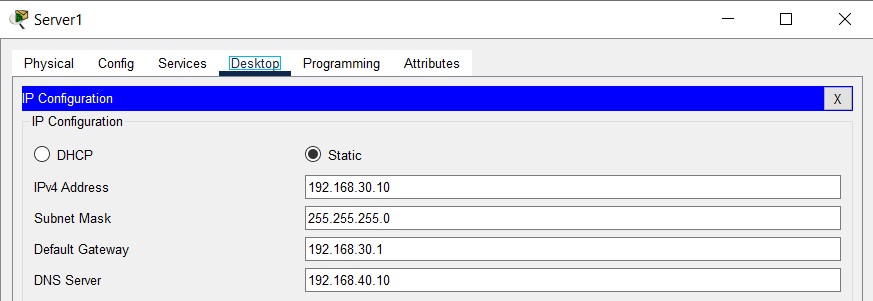 Server1
Physical Config Services Desktop Programming Attributes
IP Configuration X
IP Configuration
DHCP Static
IPv4 Address 192.168.30.10
Subnet Mask 255.255.255.0
Default Gateway 192.168.30.1
DNS Server 192.168.40.10